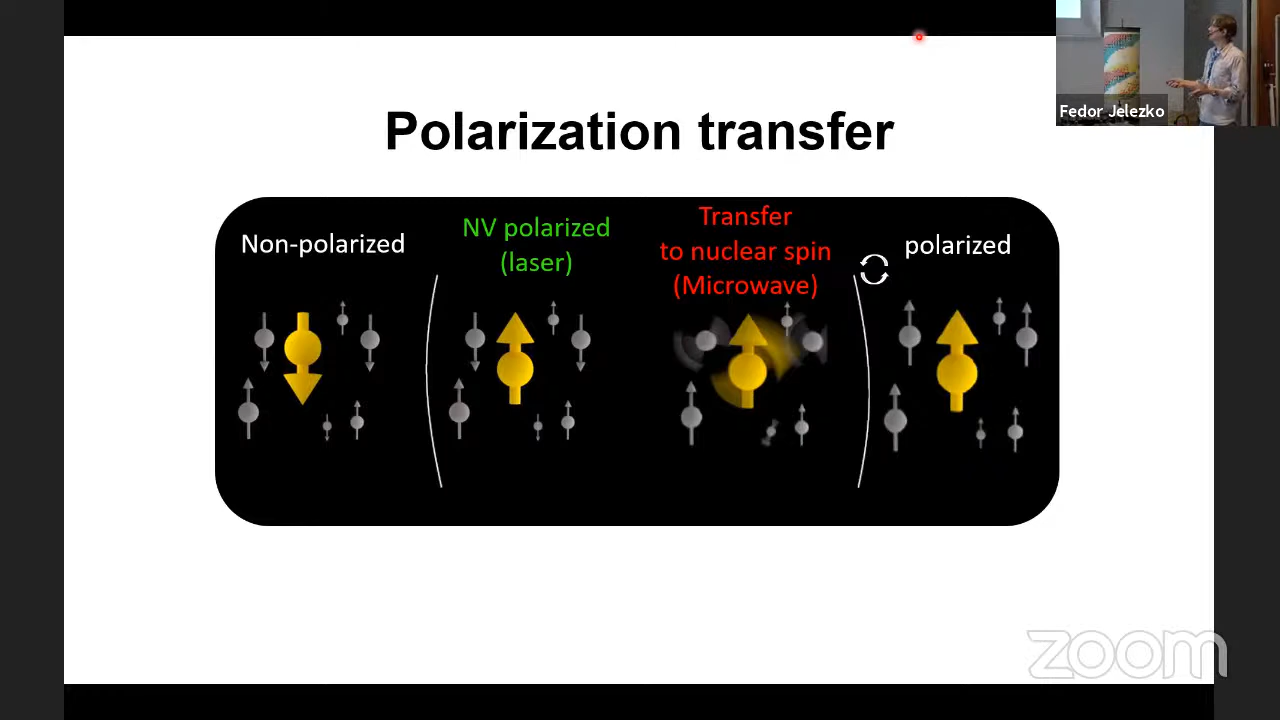 Fedor Jelezko
Polarization transfer
Non-polarized
NV polarized
(laser)
Transfer
to nuclear spin
(Microwave)
polarized
zoom